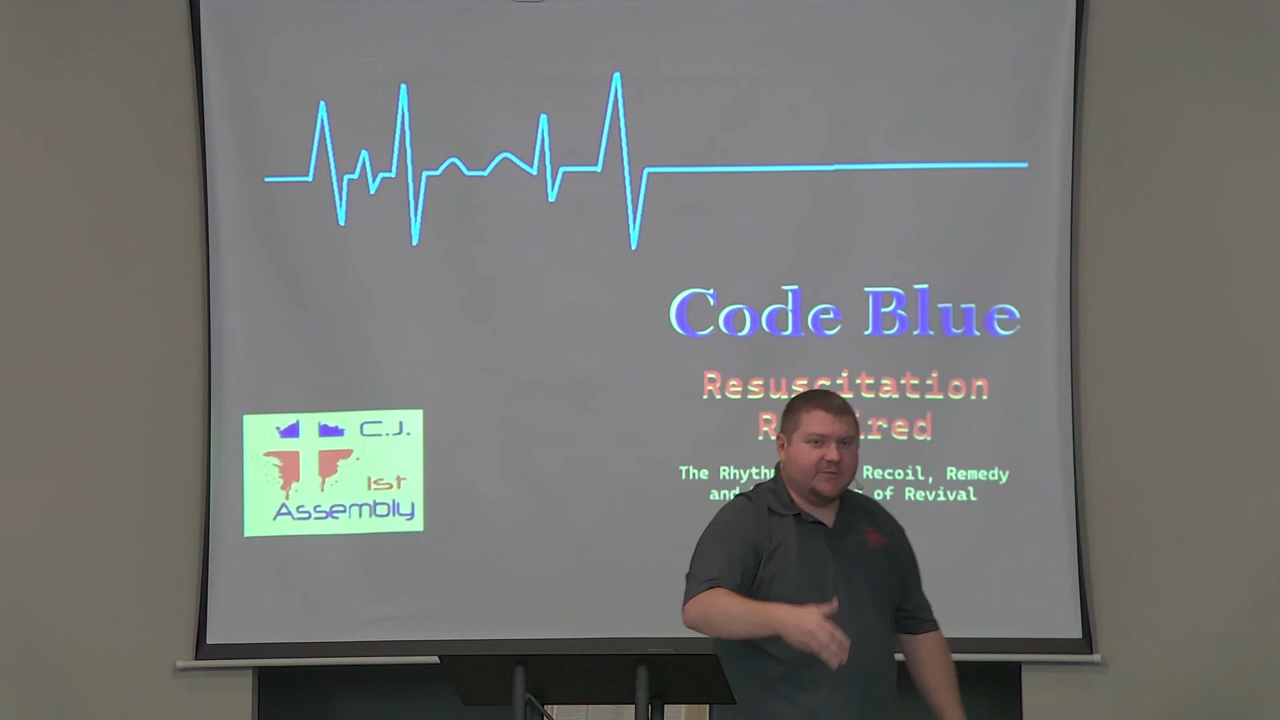 Code Blue
Resuscitation
The Rhythm Recoil, Remedy
and of Revival
C.J.
1st
Assembly